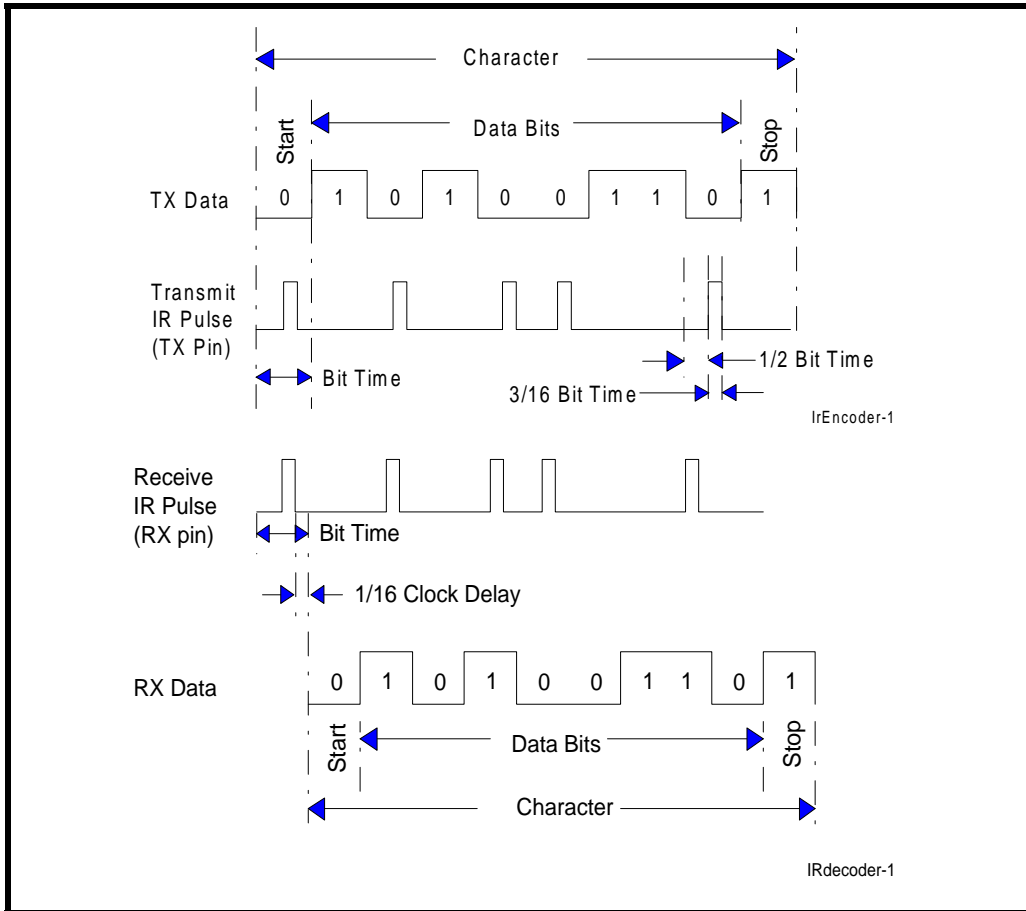 Character
Start
Data Bits
Stop
TX Data
0 1 0 1 0 0 1 1 0 1
Transmit
IR Pulse
(TX Pin)
Bit Time
1/2 Bit Time
3/16 Bit Time
IrEncoder-1
Receive
IR Pulse
(RX pin)
Bit Time
1/16 Clock Delay
RX Data
0 1 0 1 0 0 1 1 0 1
Start
Data Bits
Stop
Character
IRdecoder-1